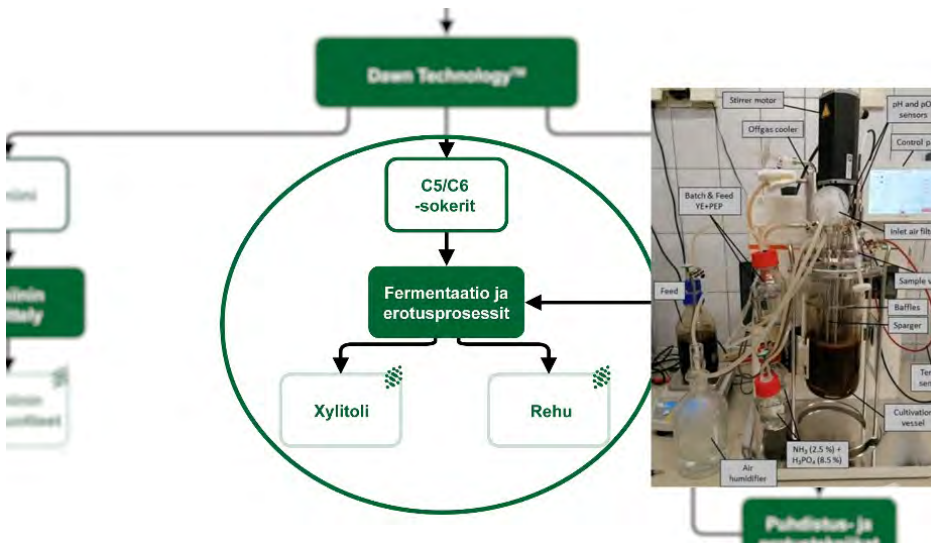 Dawn Technology™
C5/C6
-sokerit
Fermentaatio ja
erotusprosessit
Xylitoli
Rehu
Stirrer motor
Offgas cooler
Batch & Feed
YE+PEP
Feed
pH and pO
sensors
Control p
Inlet air filt
Sample v
Baffles
Sparger
Te
sen
Cultivation
vessel
NH₃ (2.5 %) +
H₃PO₄ (8.5 %)
Air
humidifier
Puhdistus- ja